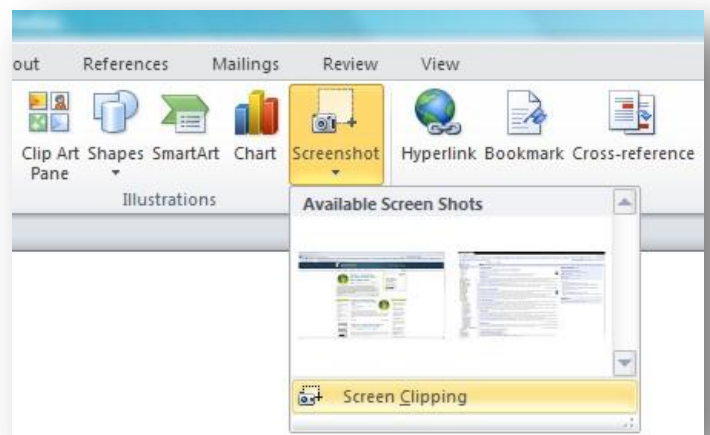 out References Mailings Review View
Clip Art Pane Shapes SmartArt Chart Screenshot Hyperlink Bookmark Cross-reference
Illustrations
Available Screen Shots
Screen Clipping